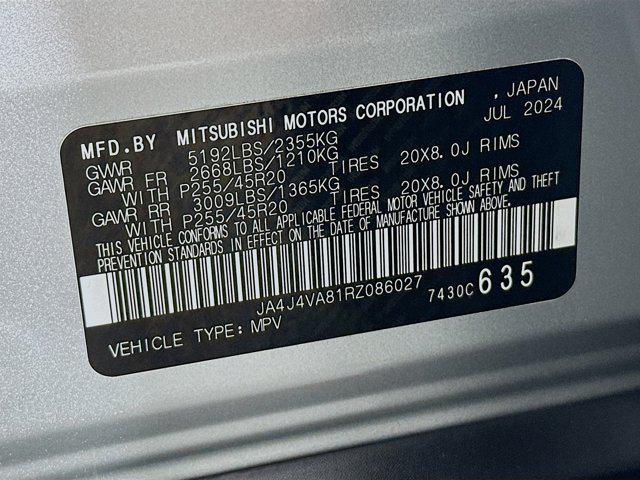 MFD.BY MITSUBISHI MOTORS CORPORATION , JAPAN
GVWR 5192LBS/2355KG JUL 2024
GAWR FR 2668LBS/1210KG
WITH P255/45R20 TIRES 20X8.0J RIMS
GAWR RR 3009LBS/1365KG
WITH P255/45R20 TIRES 20X8.0J RIMS
THIS VEHICLE CONFORMS TO ALL APPLICABLE FEDERAL MOTOR VEHICLE SAFETY AND THEFT
PREVENTION STANDARDS IN EFFECT ON THE DATE OF MANUFACTURE SHOWN ABOVE.
JA4J4VA81RZ086027 7430C 635
VEHICLE TYPE: MPV